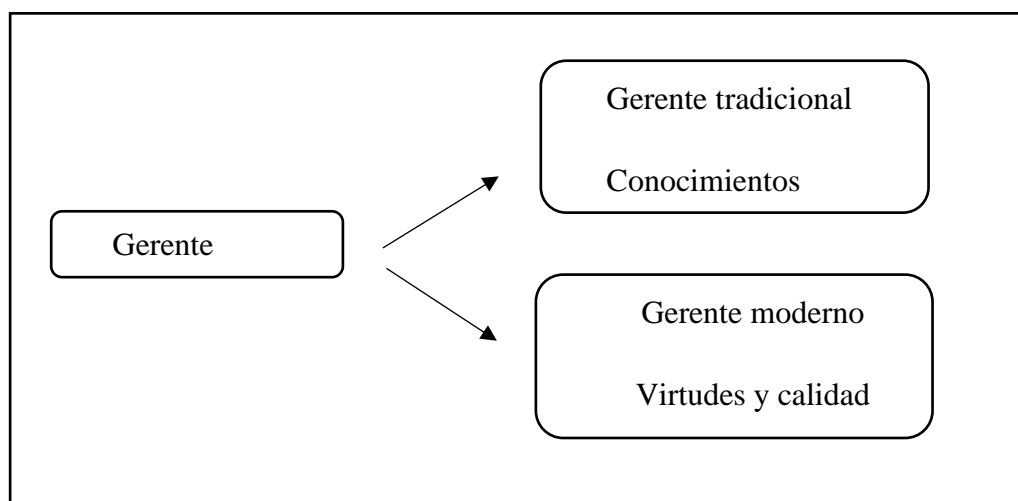 Gerente
Gerente tradicional
Conocimientos
Gerente moderno
Virtudes y calidad